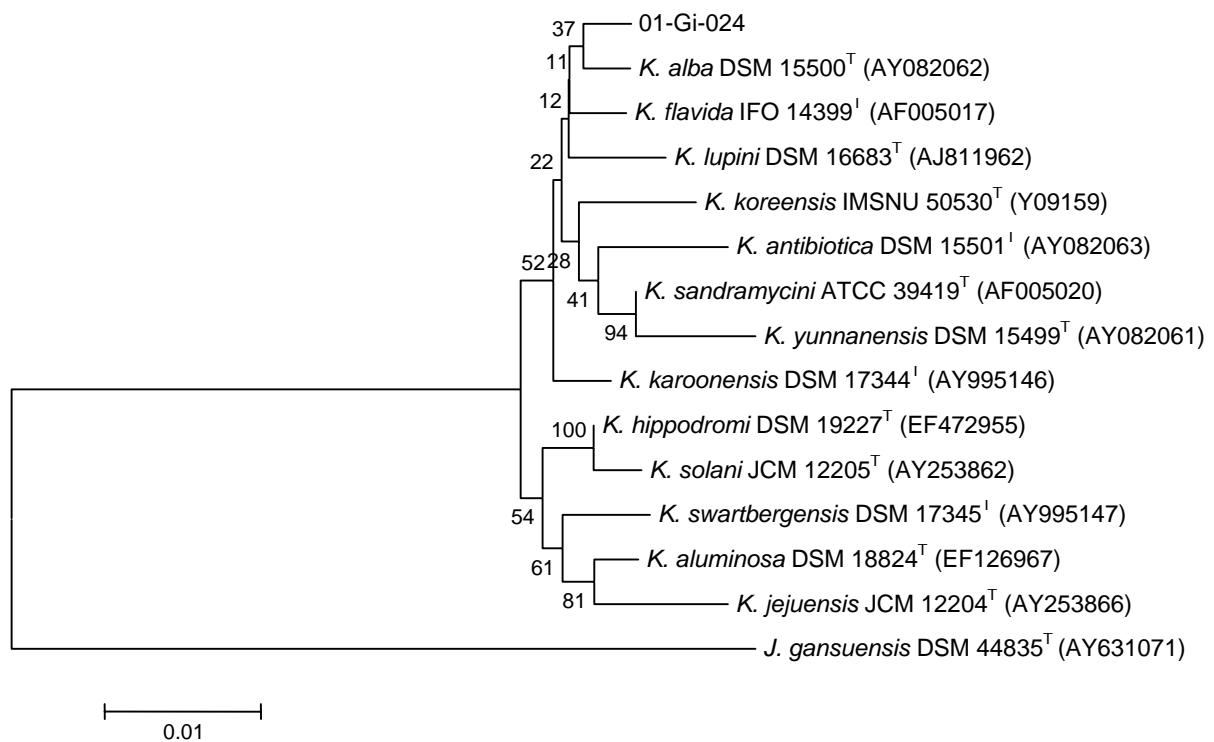 37
01-Gi-024
11
K. alba DSM 15500ᵀ (AY082062)
12
K. flavida IFO 14399ᴵ (AF005017)
22
K. lupini DSM 16683ᵀ (AJ811962)
K. koreensis IMSNU 50530ᵀ (Y09159)
52
28
K. antibiotica DSM 15501ᴵ (AY082063)
41
K. sandramycini ATCC 39419ᵀ (AF005020)
94
K. yunnanensis DSM 15499ᵀ (AY082061)
K. karoonensis DSM 17344ᴵ (AY995146)
100
K. hippodromi DSM 19227ᵀ (EF472955)
K. solani JCM 12205ᵀ (AY253862)
54
K. swartbergensis DSM 17345ᴵ (AY995147)
61
K. aluminosa DSM 18824ᵀ (EF126967)
81
K. jejuensis JCM 12204ᵀ (AY253866)
J. gansuensis DSM 44835ᵀ (AY631071)
0.01